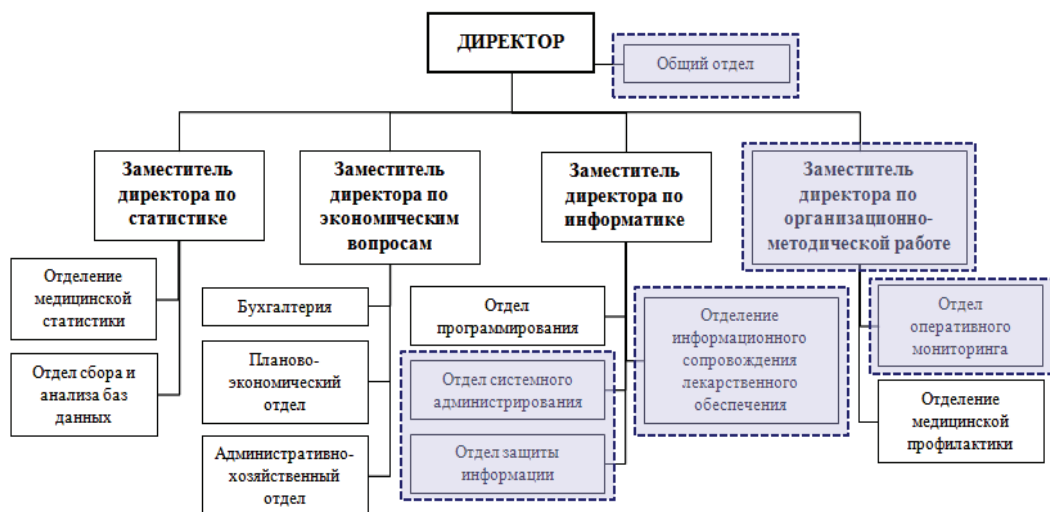 ДИРЕКТОР
Общий отдел
Заместитель
директора по
статистике
Заместитель
директора по
экономическим
вопросам
Заместитель
директора по
информатике
Заместитель
директора по
организационно-
методической работе
Отделение
медицинской
статистики
Отдел сбора и
анализа баз
данных
Бухгалтерия
Планово-
экономический
отдел
Административно-
хозяйственный
отдел
Отдел
программирования
Отдел системного
администрирования
Отдел защиты
информации
Отделение
информационного
сопровождения
лекарственного
обеспечения
Отдел
оперативного
мониторинга
Отделение
медицинской
профилактики